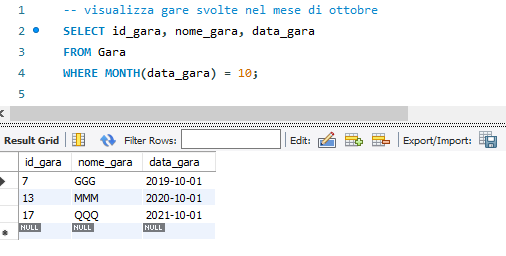 1 -- visualizza gare svolte nel mese di ottobre
2 SELECT id_gara, nome_gara, data_gara
3 FROM Gara
4 WHERE MONTH(data_gara) = 10;
5
Result Grid Filter Rows: Edit: Export/Import:
id_gara nome_gara data_gara
7 GGG 2019-10-01
13 MMM 2020-10-01
17 QQQ 2021-10-01
NULL NULL NULL